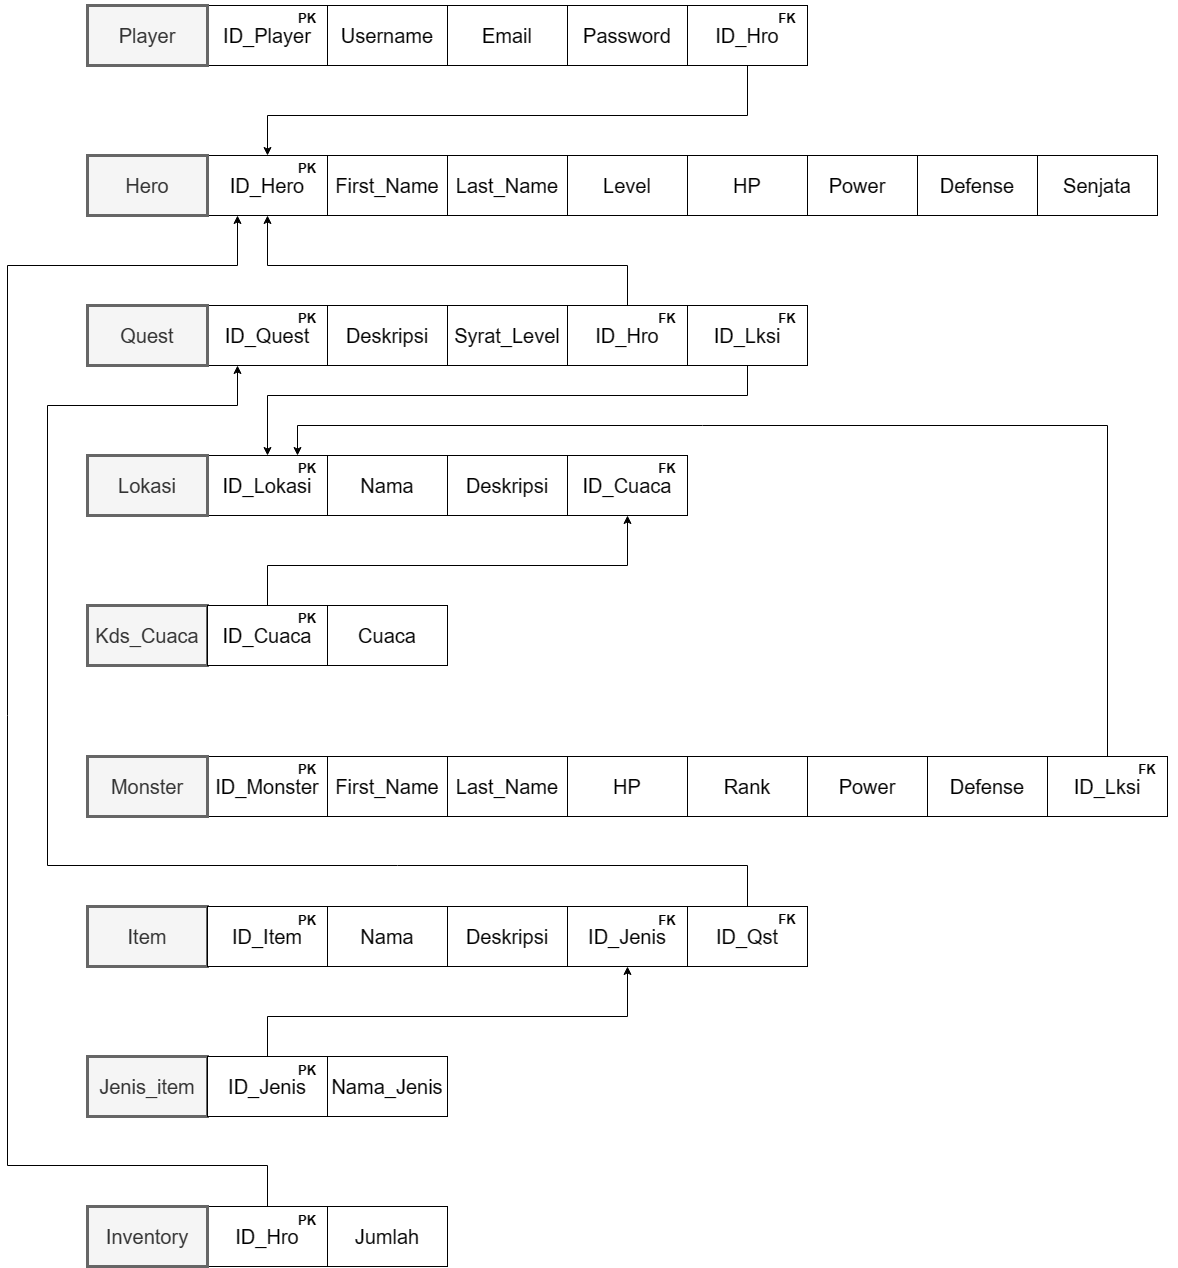 Player ID_Player PK Username Email Password ID_Hro FK
Hero ID_Hero PK First_Name Last_Name Level HP Power Defense Senjata
Quest ID_Quest PK Deskripsi Syrat_Level ID_Hro FK ID_Lksi FK
Lokasi ID_Lokasi PK Nama Deskripsi ID_Cuaca FK
Kds_Cuaca ID_Cuaca PK Cuaca
Monster ID_Monster PK First_Name Last_Name HP Rank Power Defense ID_Lksi FK
Item ID_Item PK Nama Deskripsi ID_Jenis FK ID_Qst FK
Jenis_item ID_Jenis PK Nama_Jenis
Inventory ID_Hro PK Jumlah